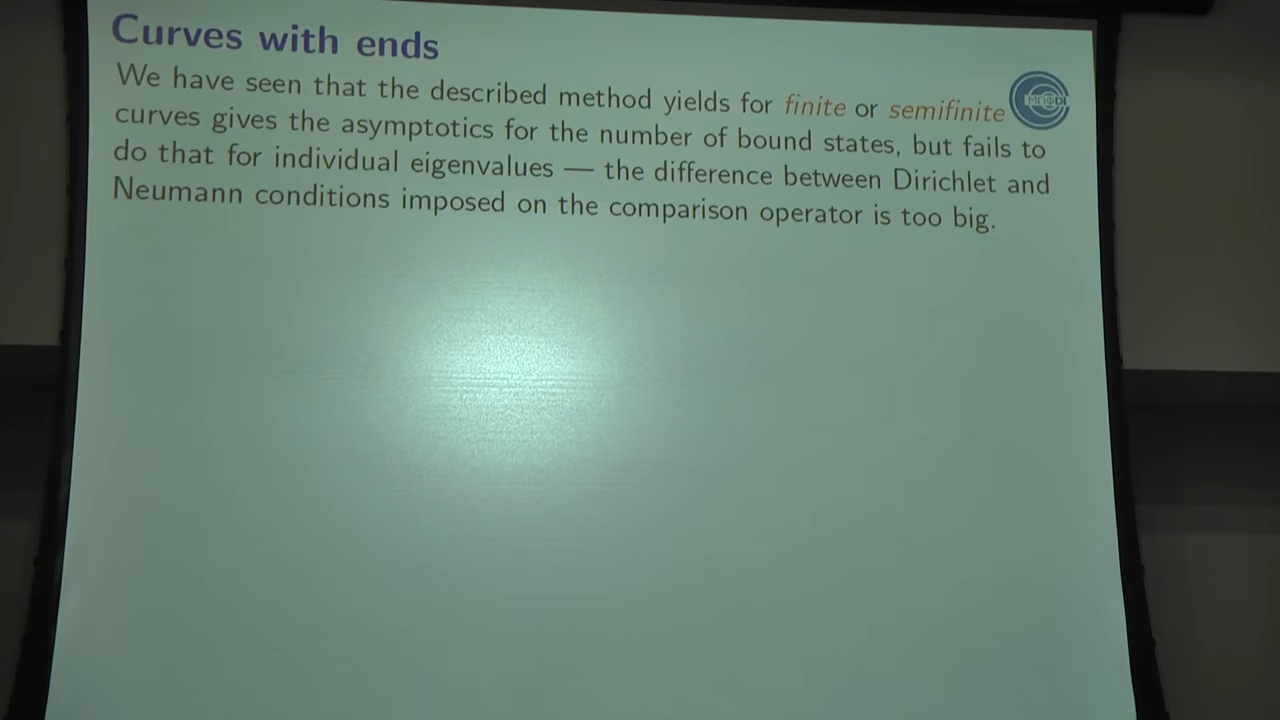 Curves with ends
We have seen that the described method yields for finite or semifinite
curves gives the asymptotics for the number of bound states, but fails to
do that for individual eigenvalues — the difference between Dirichlet and
Neumann conditions imposed on the comparison operator is too big.